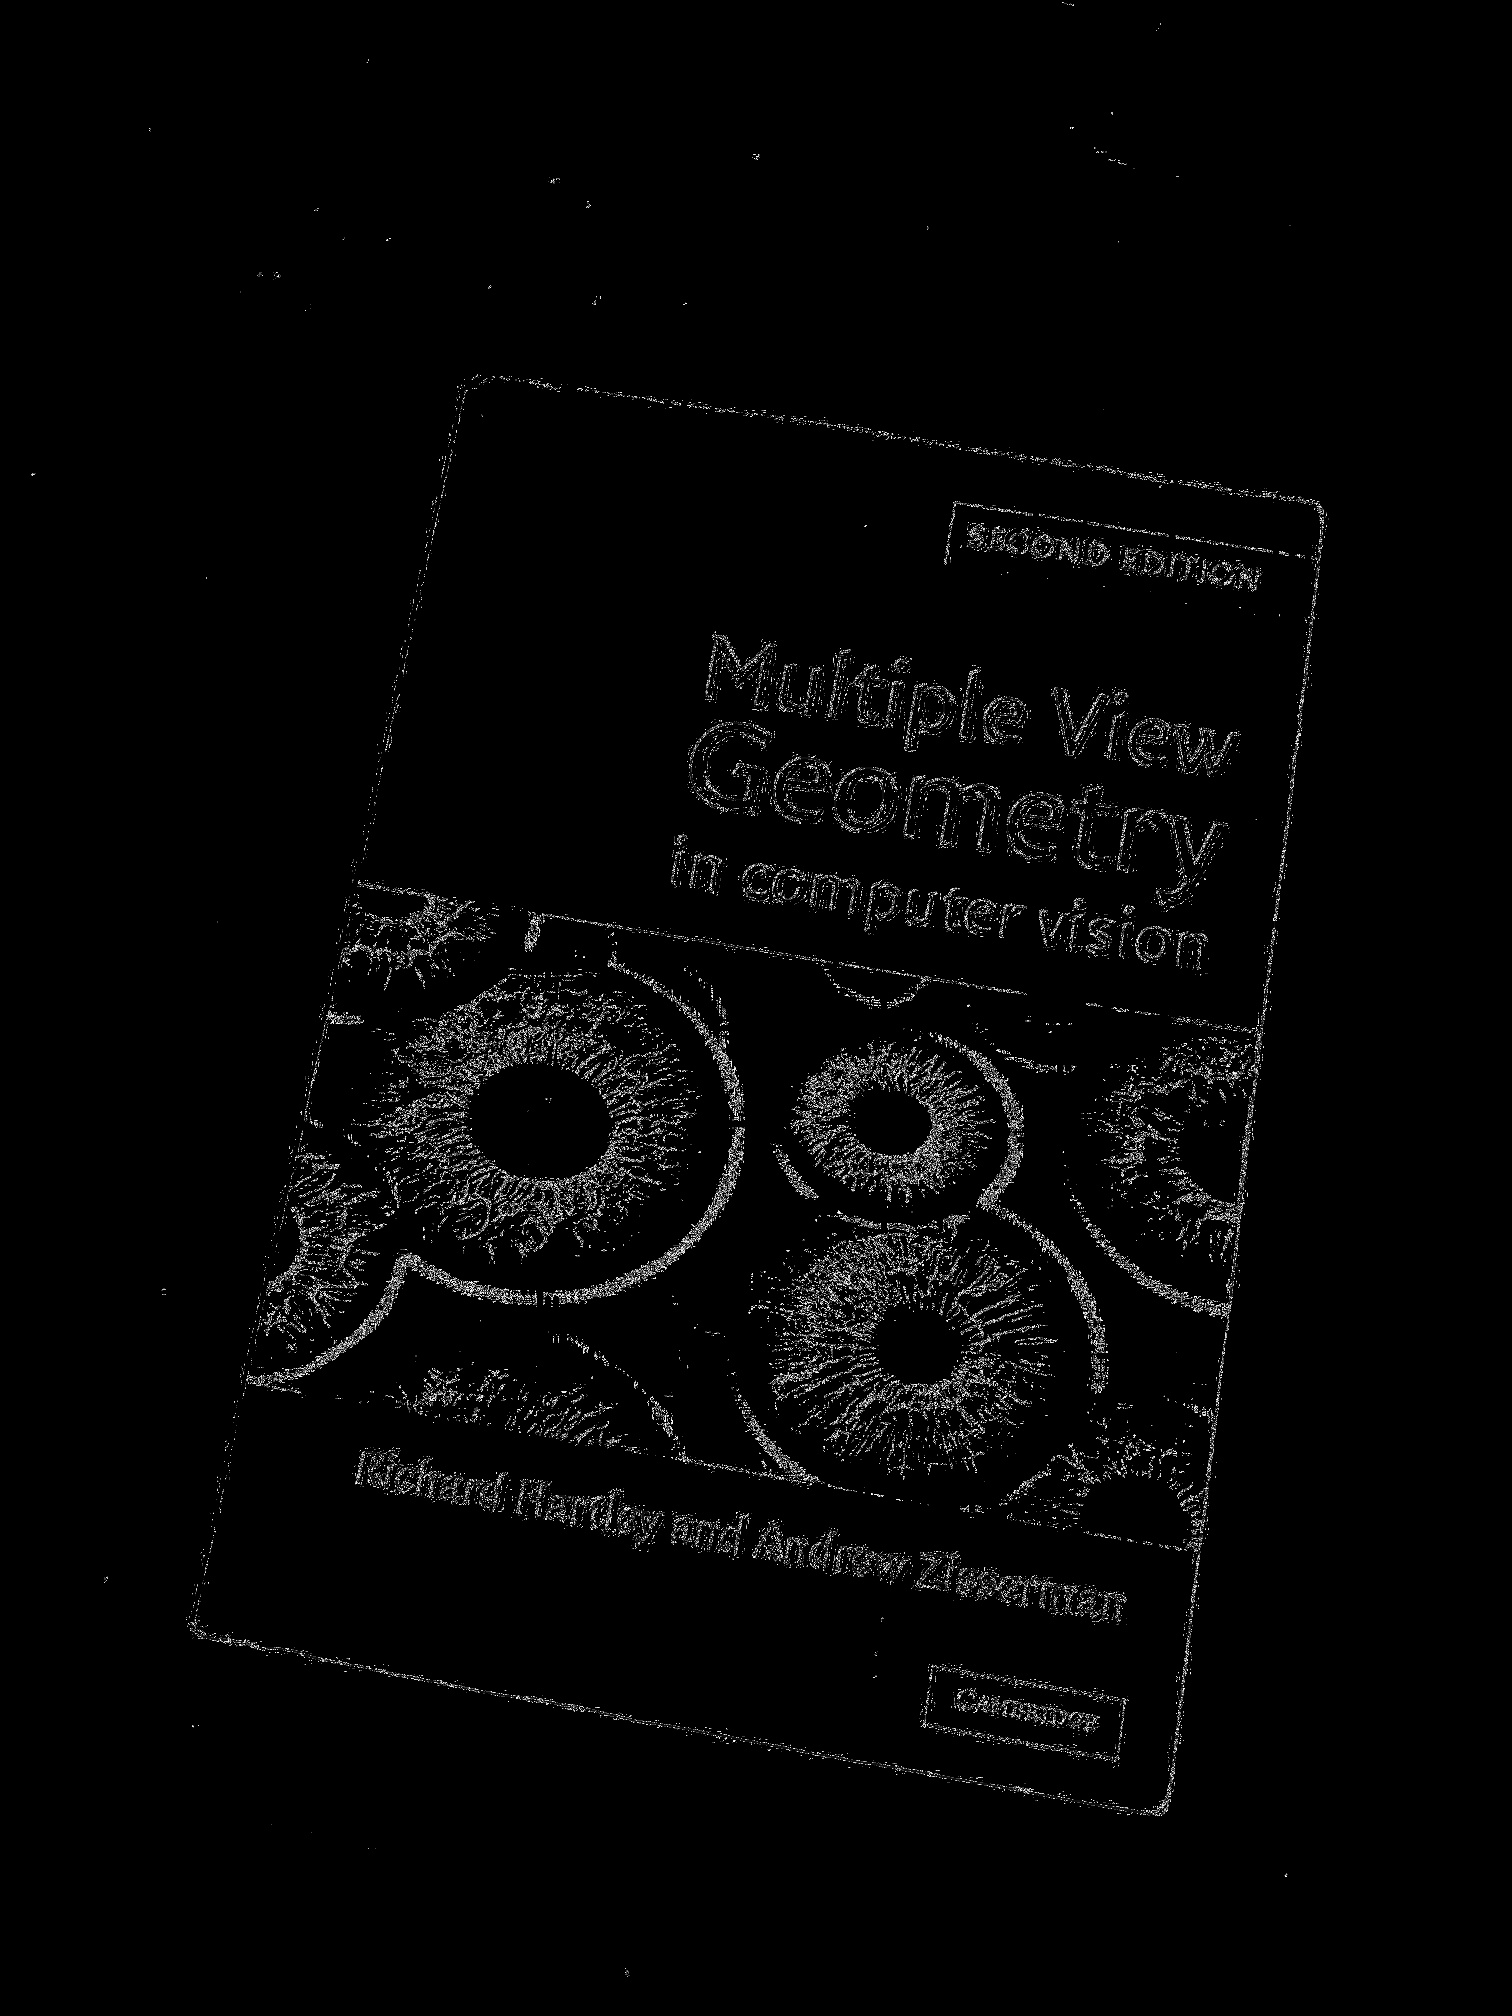 SECOND EDITION
Multiple View
Geometry
in computer vision
Richard Hartley and Andrew Zisserman
CAMBRIDGE